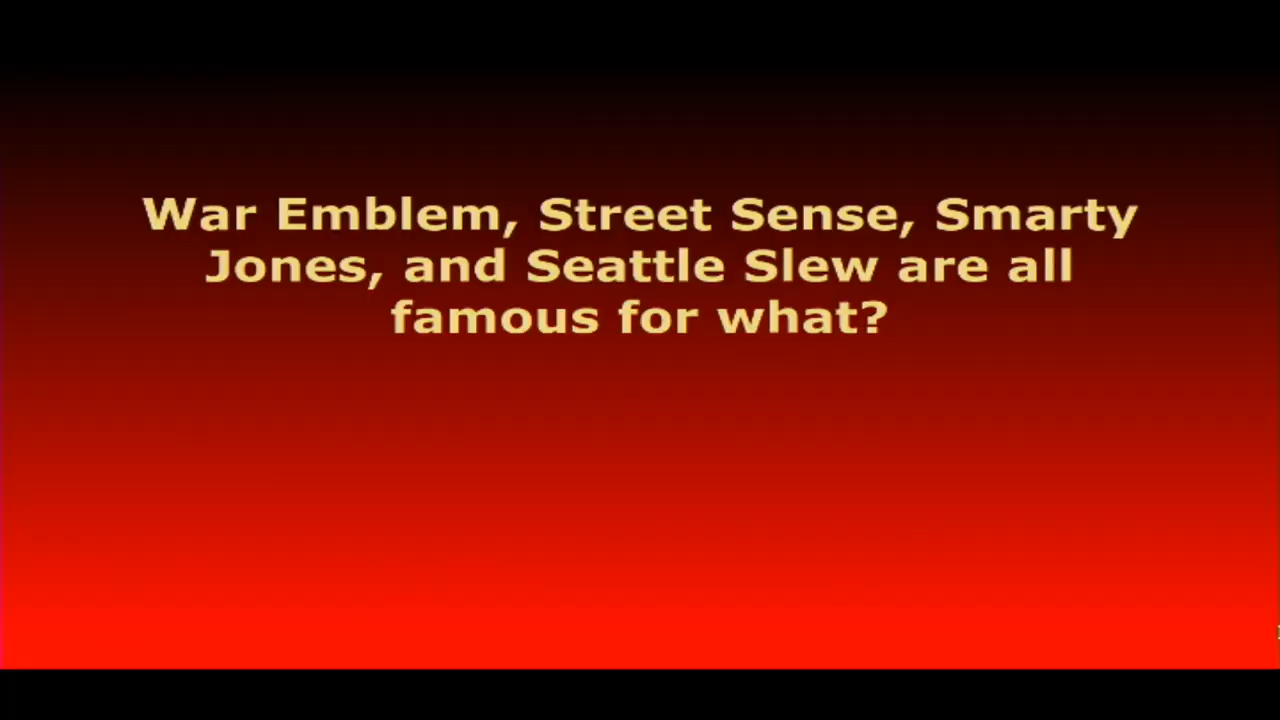 War Emblem, Street Sense, Smarty
Jones, and Seattle Slew are all
famous for what?